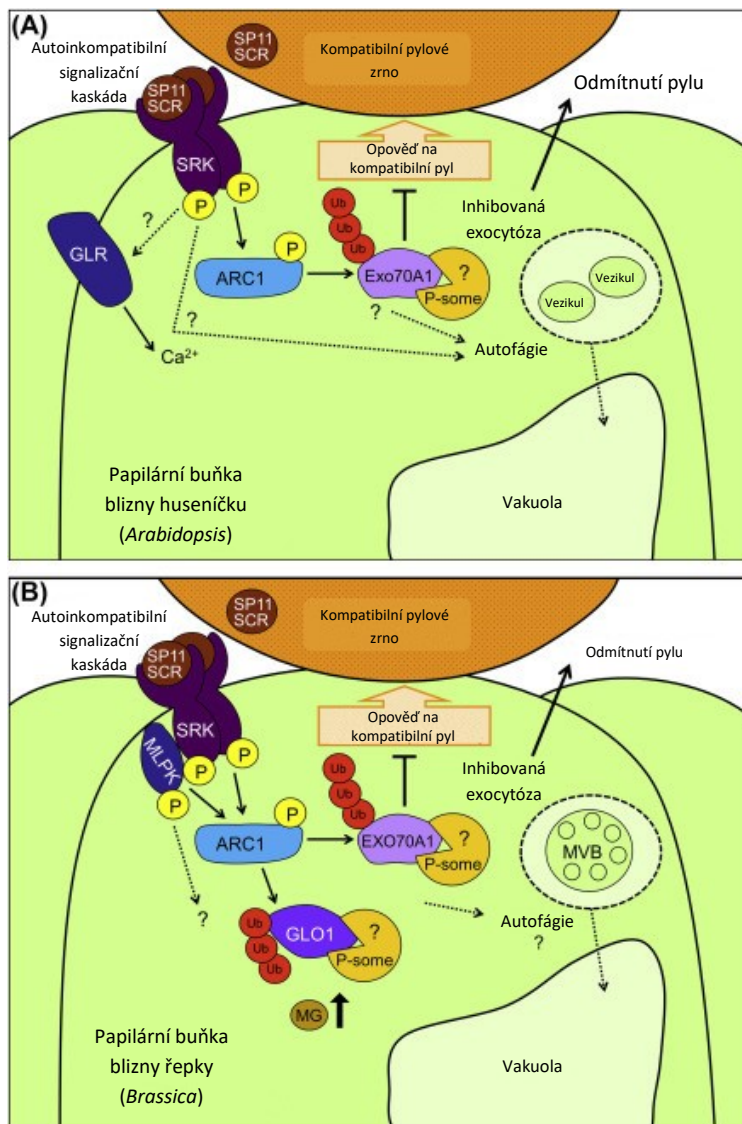 (A)
Autoinkompatibilní
signalizační
kaskáda
SP11
SCR
Kompatibilní pylové
zrno
Odmítnutí pylu
SP11
SCR
SRK
P
P
Opověď na
kompatibilní pyl
?
GLR
Ub
Ub
Ub
P
ARC1
Exo70A1
?
P-some
Inhibovaná
exocytóza
Vezikul
Vezikul
?
?
Ca2+
Autofágie
Papilární buňka
blizny huseníčku
(Arabidopsis)
Vakuola
(B)
Autoinkompatibilní
signalizační
kaskáda
SP11
SCR
Kompatibilní pylové
zrno
Odmítnutí pylu
SP11
SCR
SRK
MLPK
P
P
P
Opověď na
kompatibilní pyl
Ub
Ub
Ub
P
ARC1
EXO70A1
?
P-some
Inhibovaná
exocytóza
MVB
?
Ub
Ub
Ub
GLO1
?
P-some
Autofágie
?
MG
Papilární buňka
blizny řepky
(Brassica)
Vakuola